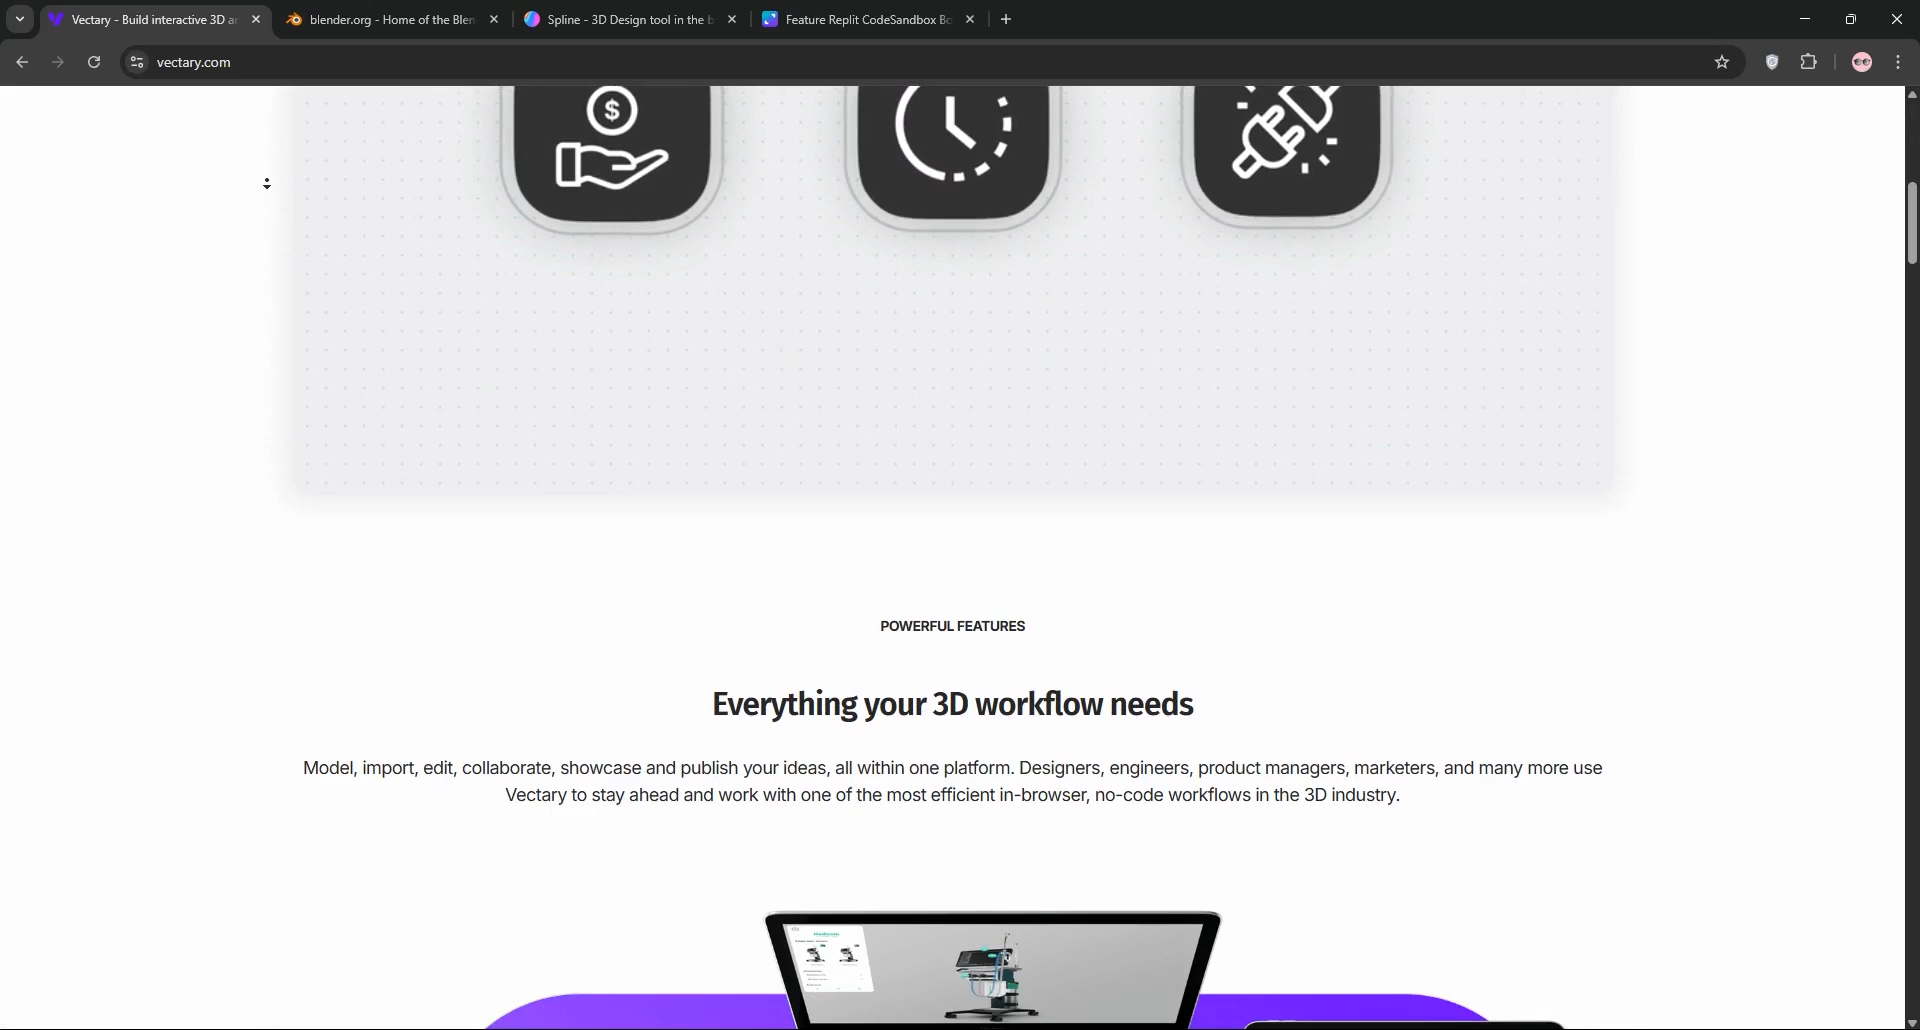 Vectary - Build interactive 3D a
blender.org - Home of the Blen
Spline - 3D Design tool in the b
Feature Replit CodeSandbox Bo
vectary.com
$
POWERFUL FEATURES
Everything your 3D workflow needs
Model, import, edit, collaborate, showcase and publish your ideas, all within one platform. Designers, engineers, product managers, marketers, and many more use
Vectary to stay ahead and work with one of the most efficient in-browser, no-code workflows in the 3D industry.